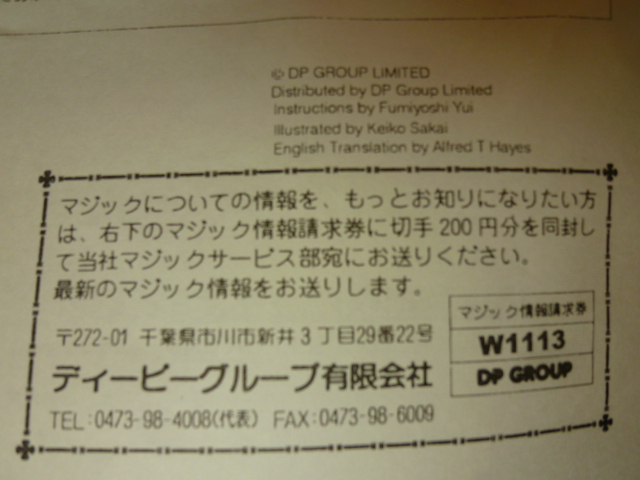 © DP GROUP LIMITED
Distributed by DP Group Limited
Instructions by Fumiyoshi Yui
Illustrated by Keiko Sakai
English Translation by Alfred T Hayes
マジックについての情報を、もっとお知りになりたい方
は、右下のマジック情報請求券に切手200円分を同封し
て当社マジックサービス部宛にお送りください。
最新のマジック情報をお送りします。
〒272-01 千葉県市川市新井3丁目29番22号
ディーピーグループ有限会社
TEL:0473-98-4008(代表) FAX:0473-98-6009
マジック情報請求券
W1113
DP GROUP